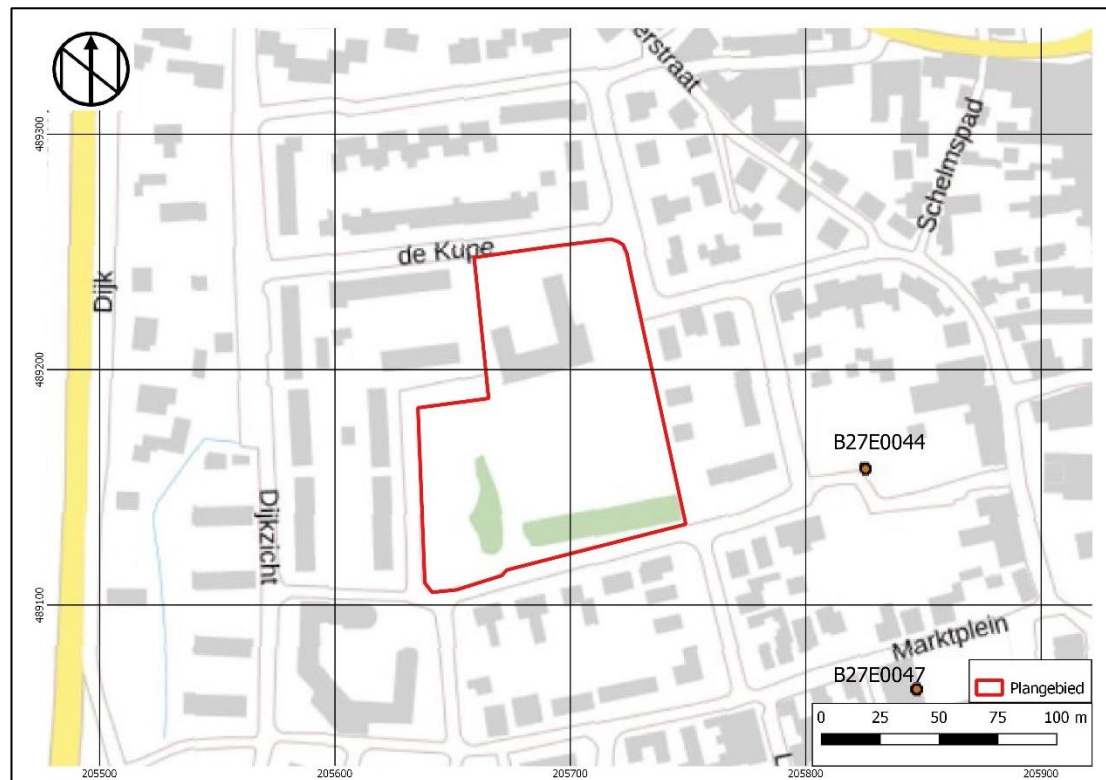 erstraat
489300
Schelmspad
de Kupe
Dijk
489200
B27E0044
Dijkzicht
489100
Marktplein
B27E0047
Plangebied
0 25 50 75 100 m
205500 205600 205700 205800 205900